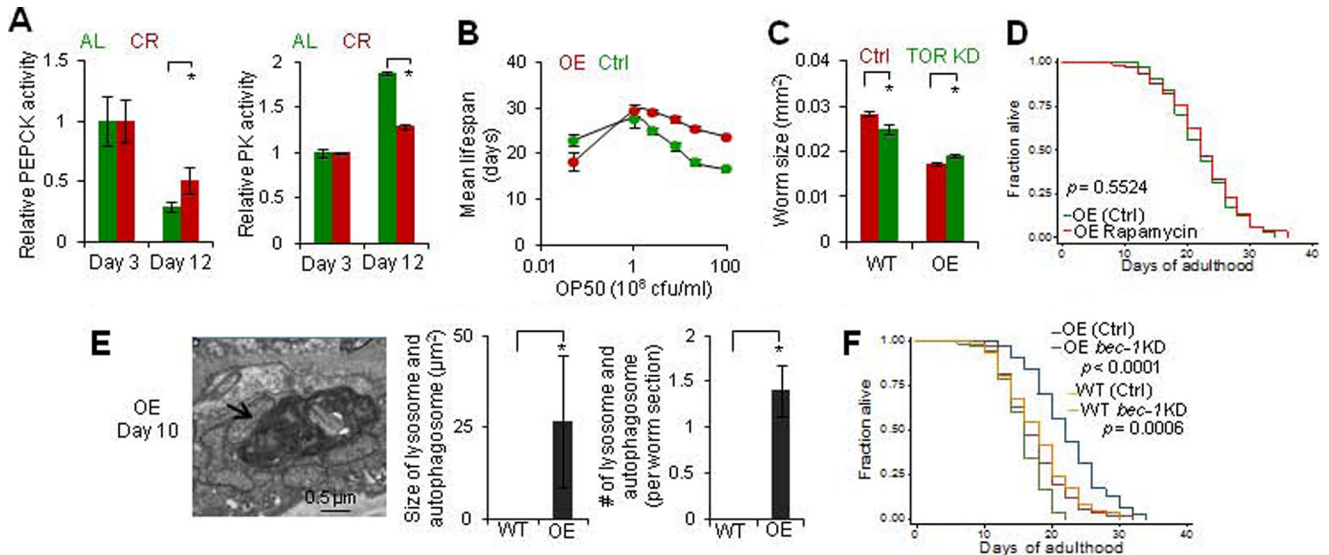 A
AL CR
Relative PEPCK activity
1.5
1
0.5
0
*
Day 3 Day 12
AL CR
Relative PK activity
2
1
0
*
Day 3 Day 12
B
OE Ctrl
Mean lifespan
(days)
40
30
20
10
0
0.01 1 100
OP50 (10⁸ cfu/ml)
C
Ctrl TOR KD
Worm size (mm²)
0.04
0.03
0.02
0.01
0
* *
WT OE
D
Fraction alive
1.00
0.75
0.50
0.25
0.00
p = 0.5524
OE (Ctrl)
OE Rapamycin
0 10 20 30 40
Days of adulthood
E
OE
Day 10
0.5 µm
Size of lysosome and
autophagosome (µm²)
50
25
0
*
WT OE
# of lysosome and
autophagosome
(per worm section)
2
1.5
1
0.5
0
*
WT OE
F
Fraction alive
1.00
0.75
0.50
0.25
0.00
OE (Ctrl)
OE bec-1KD
p < 0.0001
WT (Ctrl)
WT bec-1KD
p = 0.0006
0 10 20 30 40
Days of adulthood